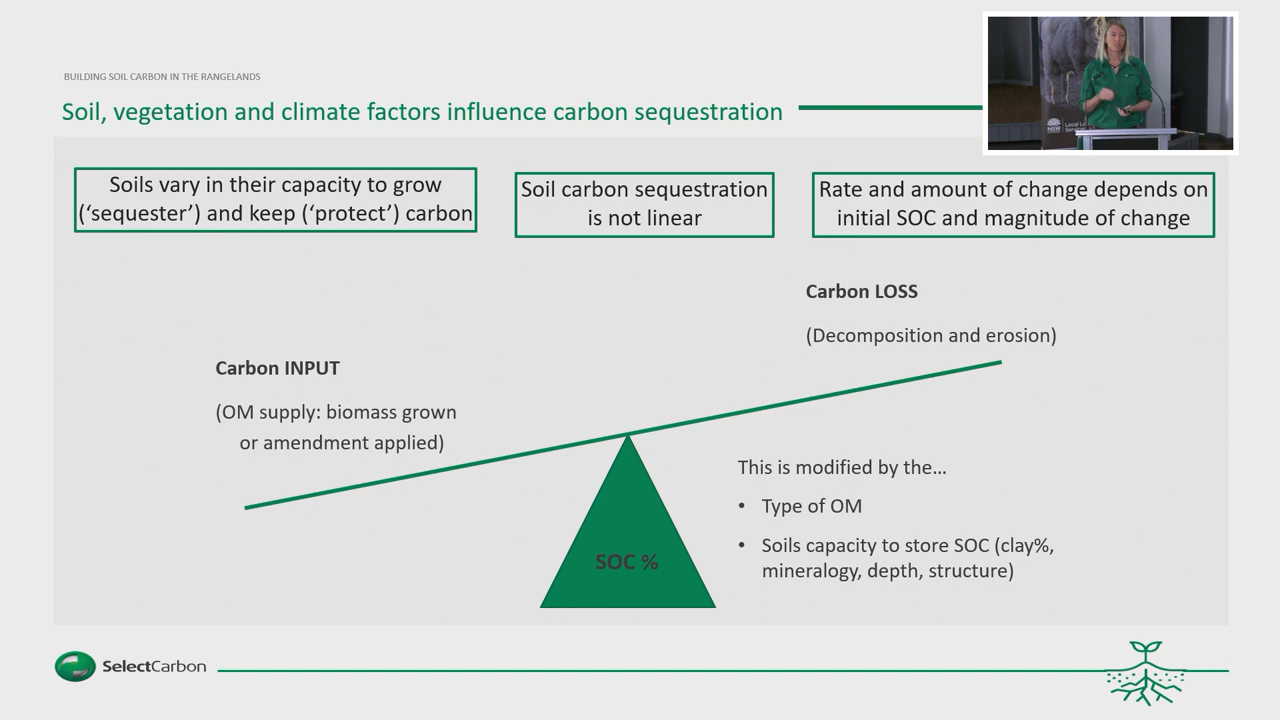 BUILDING SOIL CARBON IN THE RANGELANDS
Soil, vegetation and climate factors influence carbon sequestration
Soils vary in their capacity to grow
(‘sequester’) and keep (‘protect’) carbon
Soil carbon sequestration
is not linear
Rate and amount of change depends on
initial SOC and magnitude of change
Carbon LOSS
(Decomposition and erosion)
Carbon INPUT
(OM supply: biomass grown
or amendment applied)
This is modified by the…
• Type of OM
• Soils capacity to store SOC (clay%,
mineralogy, depth, structure)
SOC %
SelectCarbon
NSW
Local